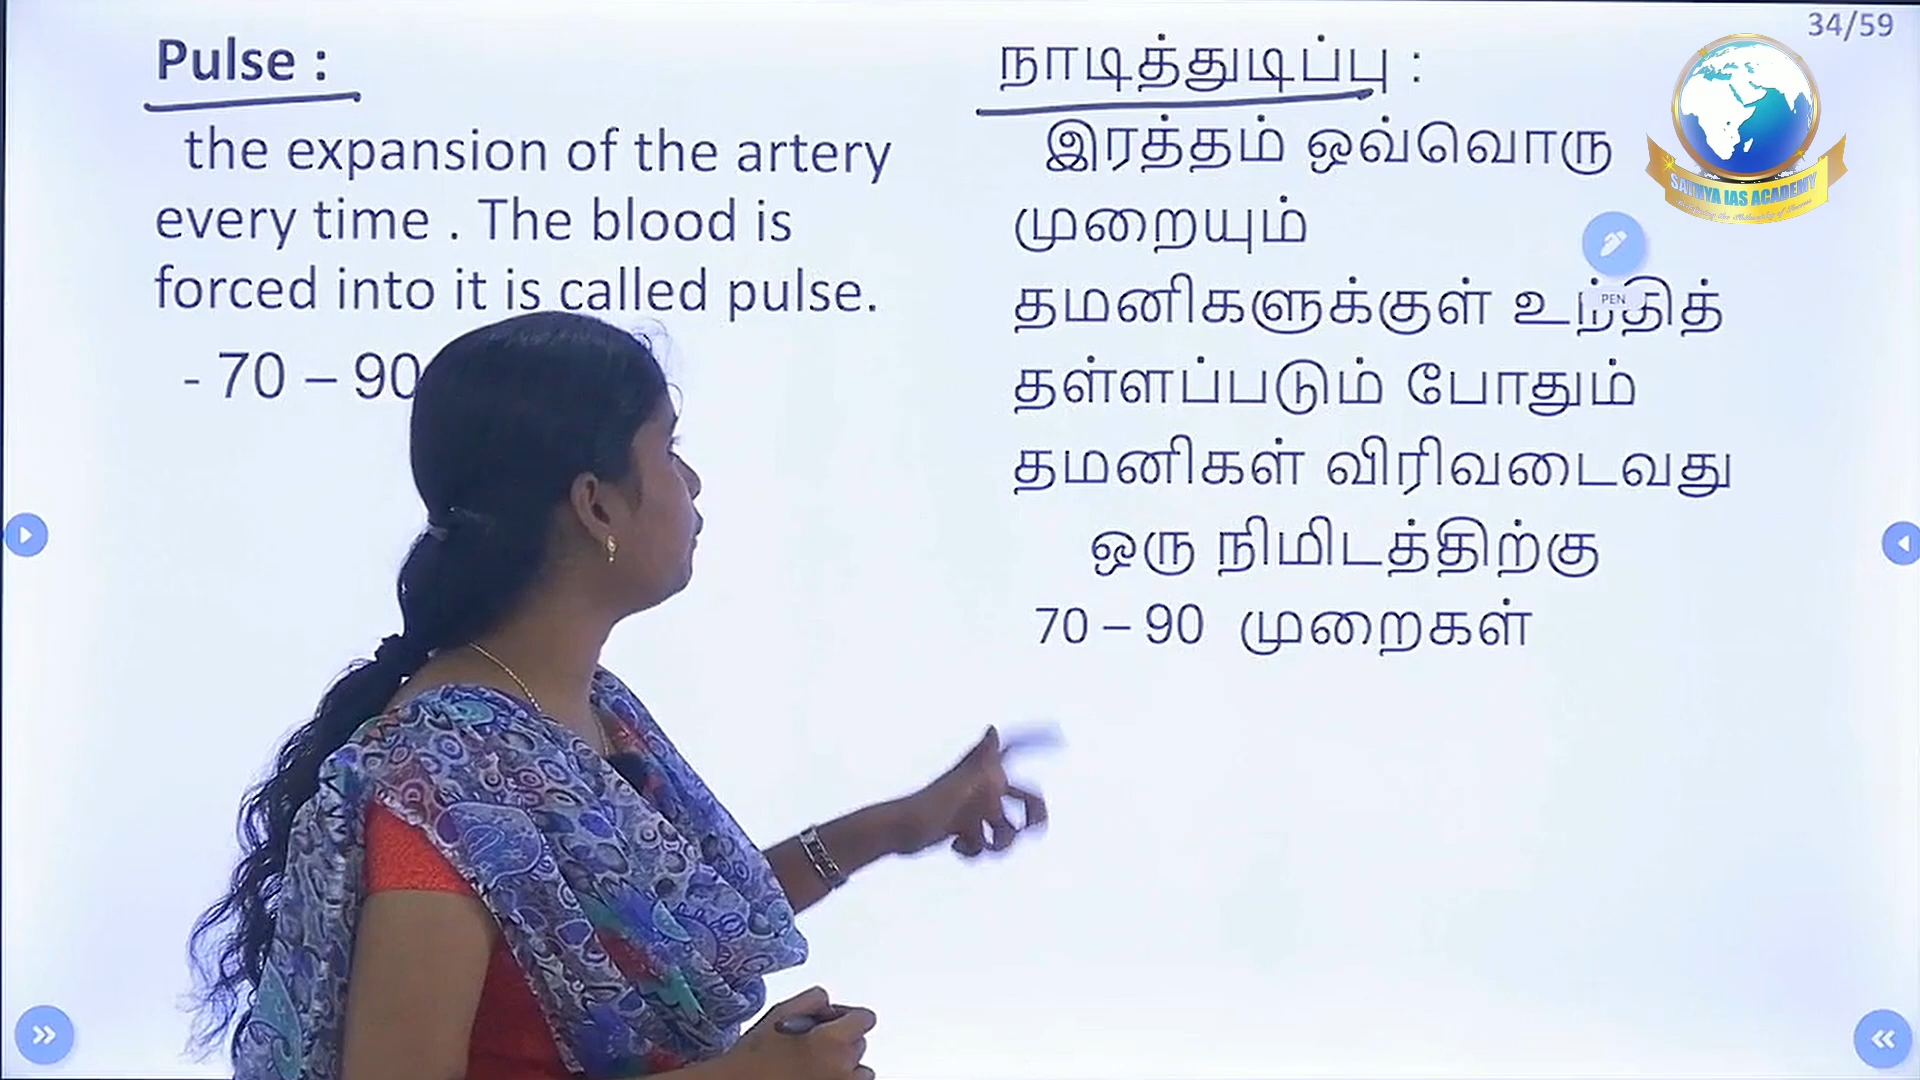 34/59
Pulse :
the expansion of the artery
every time . The blood is
forced into it is called pulse.
- 70 – 90
நாடித்துடிப்பு :
இரத்தம் ஒவ்வொரு
முறையும்
தமனிகளுக்குள் உந்தித்
தள்ளப்படும் போதும்
தமனிகள் விரிவடைவது
ஒரு நிமிடத்திற்கு
70 – 90 முறைகள்
SATHYA IAS ACADEMY
PEN